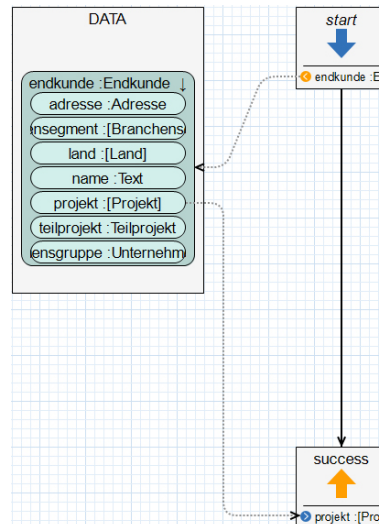 DATA
start
endkunde :Endkunde ↓
endkunde :E
adresse :Adresse
ensegment :[Branchens
land :[Land]
name :Text
projekt :[Projekt]
teilprojekt :Teilprojekt
ensgruppe :Unternehm
success
projekt :[Pro